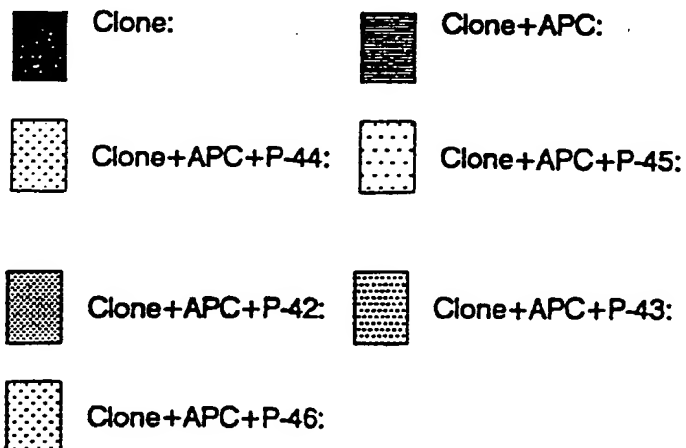 Clone:
Clone+APC:
Clone+APC+P-44:
Clone+APC+P-45:
Clone+APC+P-42:
Clone+APC+P-43:
Clone+APC+P-46: